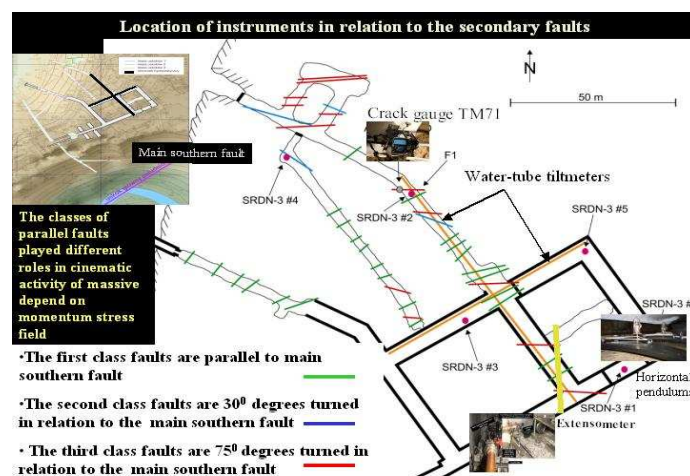 Location of instruments in relation to the secondary faults
N
50 m
Crack gauge TM71
Main southern fault
F1
Water-tube tiltmeters
SRDN-3 #4
SRDN-3 #2
SRDN-3 #5
The classes of
parallel faults
played different
roles in cinematic
activity of massive
depend on
momentum stress
field
SRDN-3 #
SRDN-3 #3
Horizontal
pendulums
SRDN-3 #1
Extensometer
·The first class faults are parallel to main
southern fault
·The second class faults are 30⁰ degrees turned
in relation to the main southern fault
· The third class faults are 75⁰ degrees turned in
relation to the main southern fault